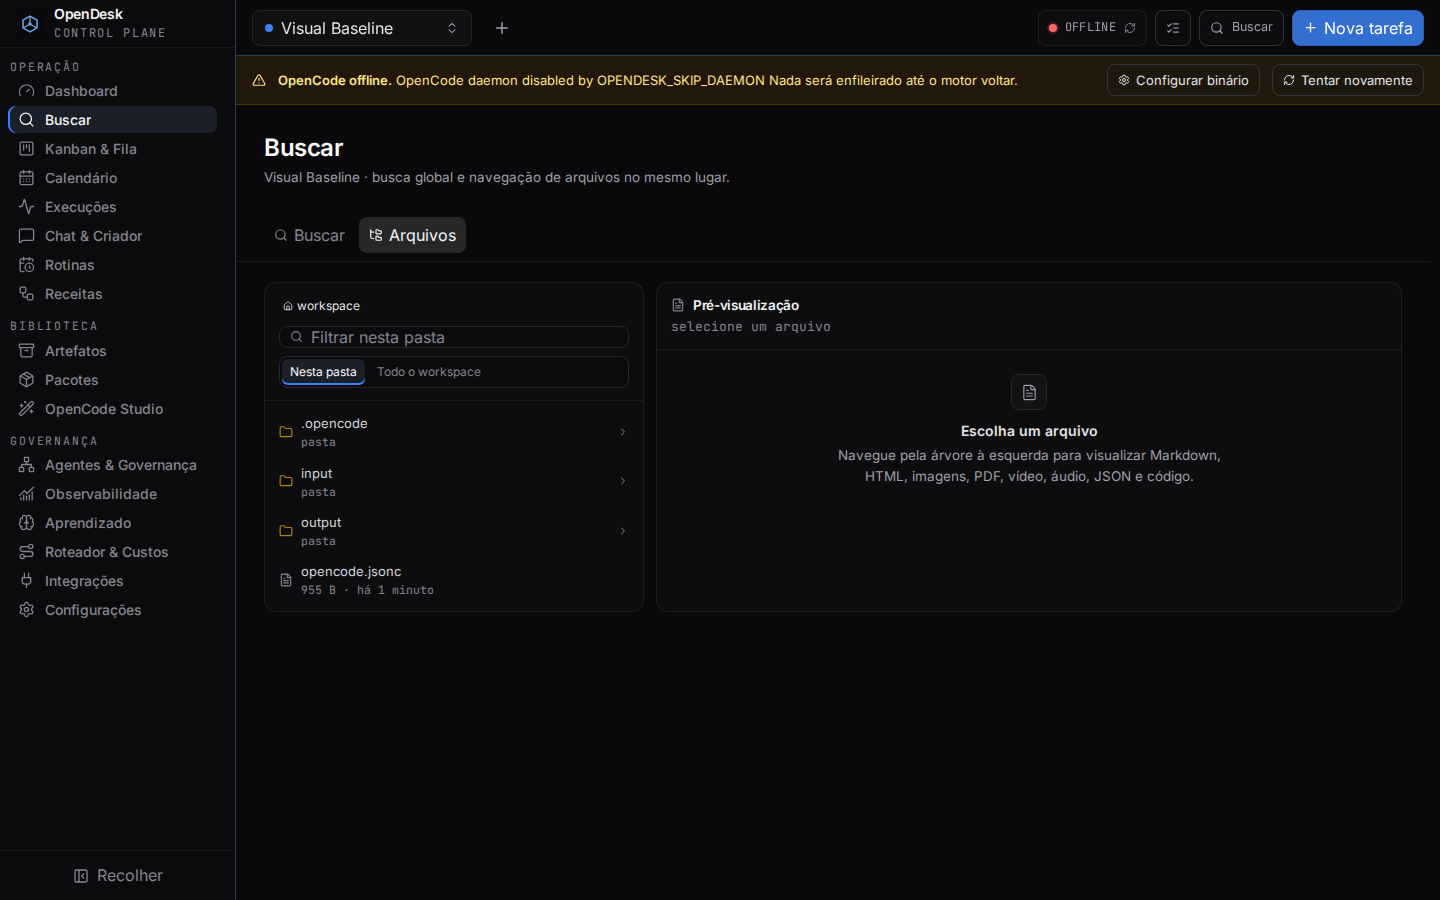 OpenDesk
CONTROL PLANE
OPERAÇÃO
Dashboard
Buscar
Kanban & Fila
Calendário
Execuções
Chat & Criador
Rotinas
Receitas
BIBLIOTECA
Artefatos
Pacotes
OpenCode Studio
GOVERNANÇA
Agentes & Governança
Observabilidade
Aprendizado
Roteador & Custos
Integrações
Configurações
Recolher
Visual Baseline
OFFLINE
Buscar
Nova tarefa
OpenCode offline. OpenCode daemon disabled by OPENDESK_SKIP_DAEMON Nada será enfileirado até o motor voltar.
Configurar binário
Tentar novamente
Buscar
Visual Baseline · busca global e navegação de arquivos no mesmo lugar.
Buscar
Arquivos
workspace
Filtrar nesta pasta
Nesta pasta
Todo o workspace
.opencode
pasta
input
pasta
output
pasta
opencode.jsonc
955 B · há 1 minuto
Pré-visualização
selecione um arquivo
Escolha um arquivo
Navegue pela árvore à esquerda para visualizar Markdown,
HTML, imagens, PDF, vídeo, áudio, JSON e código.